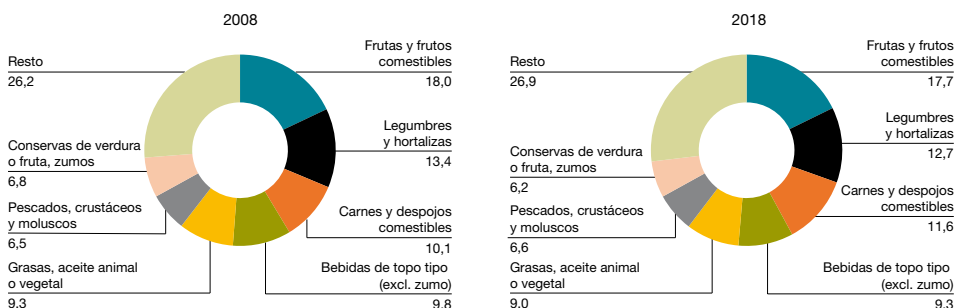 2008
Frutas y frutos
comestibles
18,0
Legumbres
y hortalizas
13,4
Carnes y despojos
comestibles
10,1
Bebidas de topo tipo
(excl. zumo)
9,8
Resto
26,2
Conservas de verdura
o fruta, zumos
6,8
Pescados, crustáceos
y moluscos
6,5
Grasas, aceite animal
o vegetal
9,3
2018
Frutas y frutos
comestibles
17,7
Legumbres
y hortalizas
12,7
Carnes y despojos
comestibles
11,6
Bebidas de topo tipo
(excl. zumo)
9,3
Resto
26,9
Conservas de verdura
o fruta, zumos
6,2
Pescados, crustáceos
y moluscos
6,6
Grasas, aceite animal
o vegetal
9,0